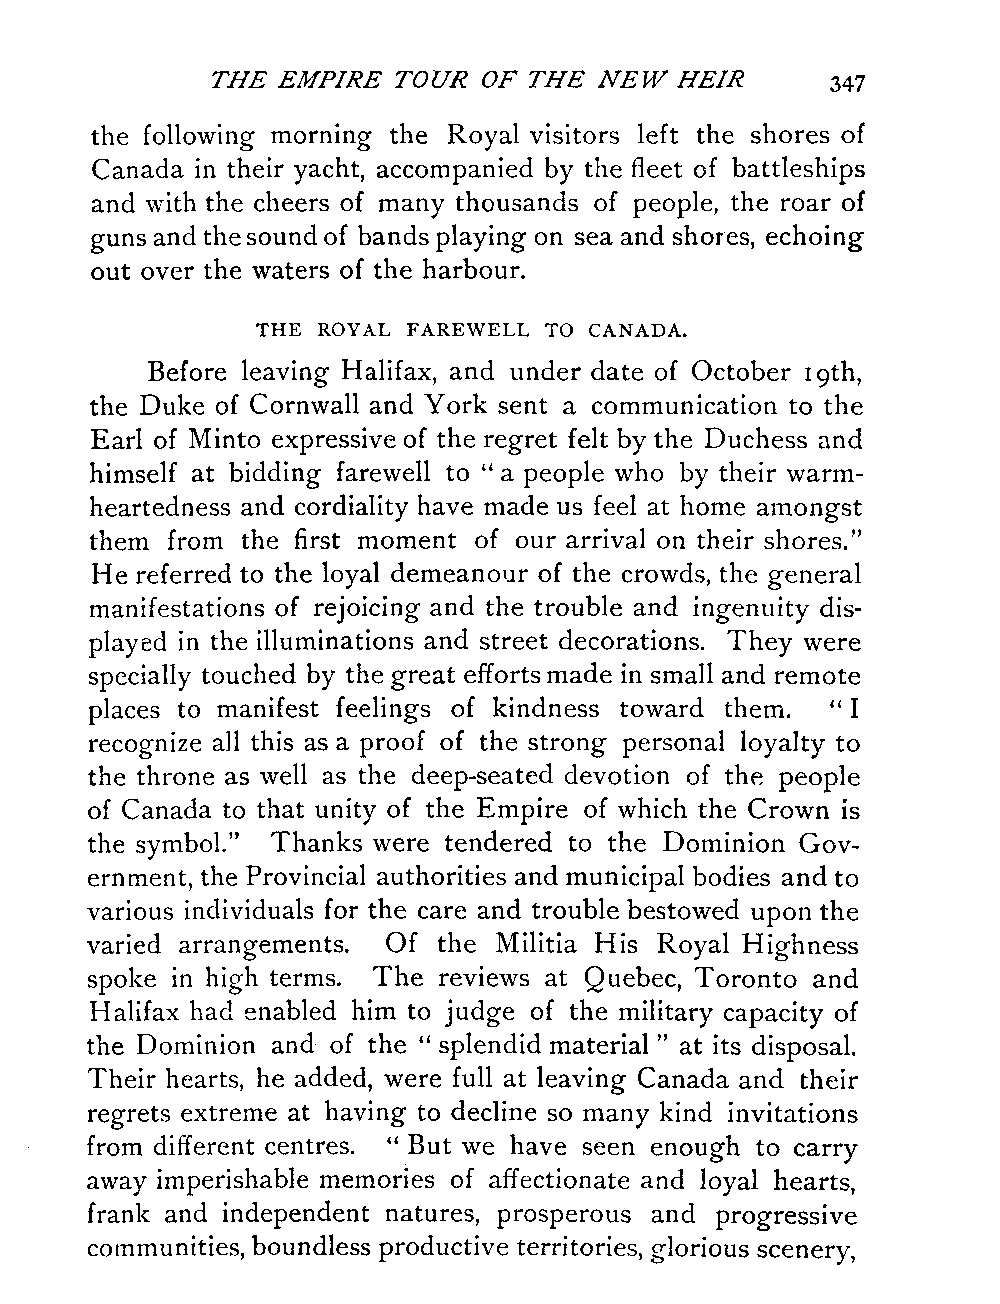 THE EMPIRE TOUR OF THE NEW HEIR 347
the following morning the Royal visitors left the shores of
Canada in their yacht, accompanied by the fleet of battleships
and with the cheers of many thousands of people, the roar of
guns and the sound of bands playing on sea and shores, echoing
out over the waters of the harbour.
THE ROYAL FAREWELL TO CANADA.
Before leaving Halifax, and under date of October 19th,
the Duke of Cornwall and York sent a communication to the
Earl of Minto expressive of the regret felt by the Duchess and
himself at bidding farewell to "a people who by their warm-
heartedness and cordiality have made us feel at home amongst
them from the first moment of our arrival on their shores."
He referred to the loyal demeanour of the crowds, the general
manifestations of rejoicing and the trouble and ingenuity dis-
played in the illuminations and street decorations. They were
specially touched by the great efforts made in small and remote
places to manifest feelings of kindness toward them. "I
recognize all this as a proof of the strong personal loyalty to
the throne as well as the deep-seated devotion of the people
of Canada to that unity of the Empire of which the Crown is
the symbol." Thanks were tendered to the Dominion Gov-
ernment, the Provincial authorities and municipal bodies and to
various individuals for the care and trouble bestowed upon the
varied arrangements. Of the Militia His Royal Highness
spoke in high terms. The reviews at Quebec, Toronto and
Halifax had enabled him to judge of the military capacity of
the Dominion and of the "splendid material" at its disposal.
Their hearts, he added, were full at leaving Canada and their
regrets extreme at having to decline so many kind invitations
from different centres. "But we have seen enough to carry
away imperishable memories of affectionate and loyal hearts,
frank and independent natures, prosperous and progressive
communities, boundless productive territories, glorious scenery,